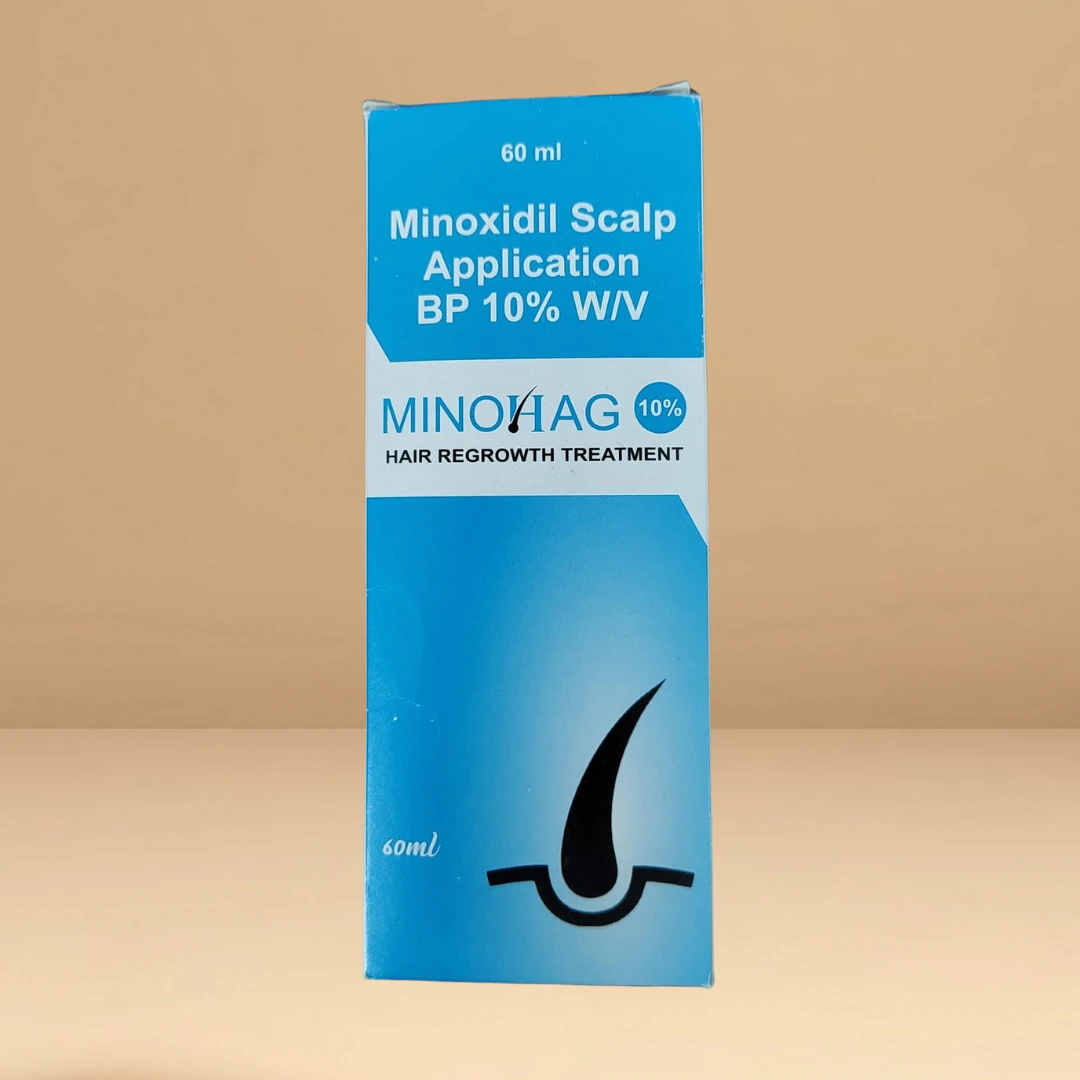 60 ml
Minoxidil Scalp
Application
BP 10% W/V
MINOHAG 10%
HAIR REGROWTH TREATMENT
60ml